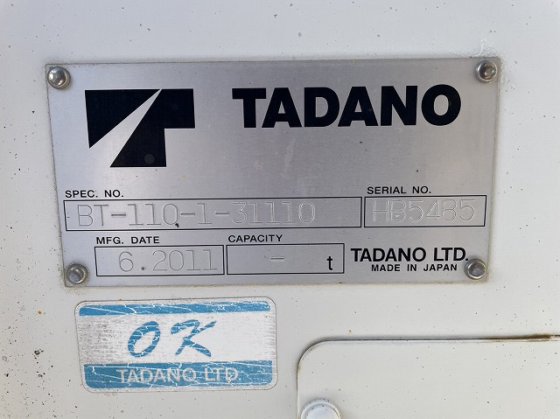 TADANO
SPEC. NO. SERIAL NO.
BT-110-1-31110 HB5485
MFG. DATE CAPACITY
6.2011 - t TADANO LTD.
MADE IN JAPAN
OK
TADANO LTD.